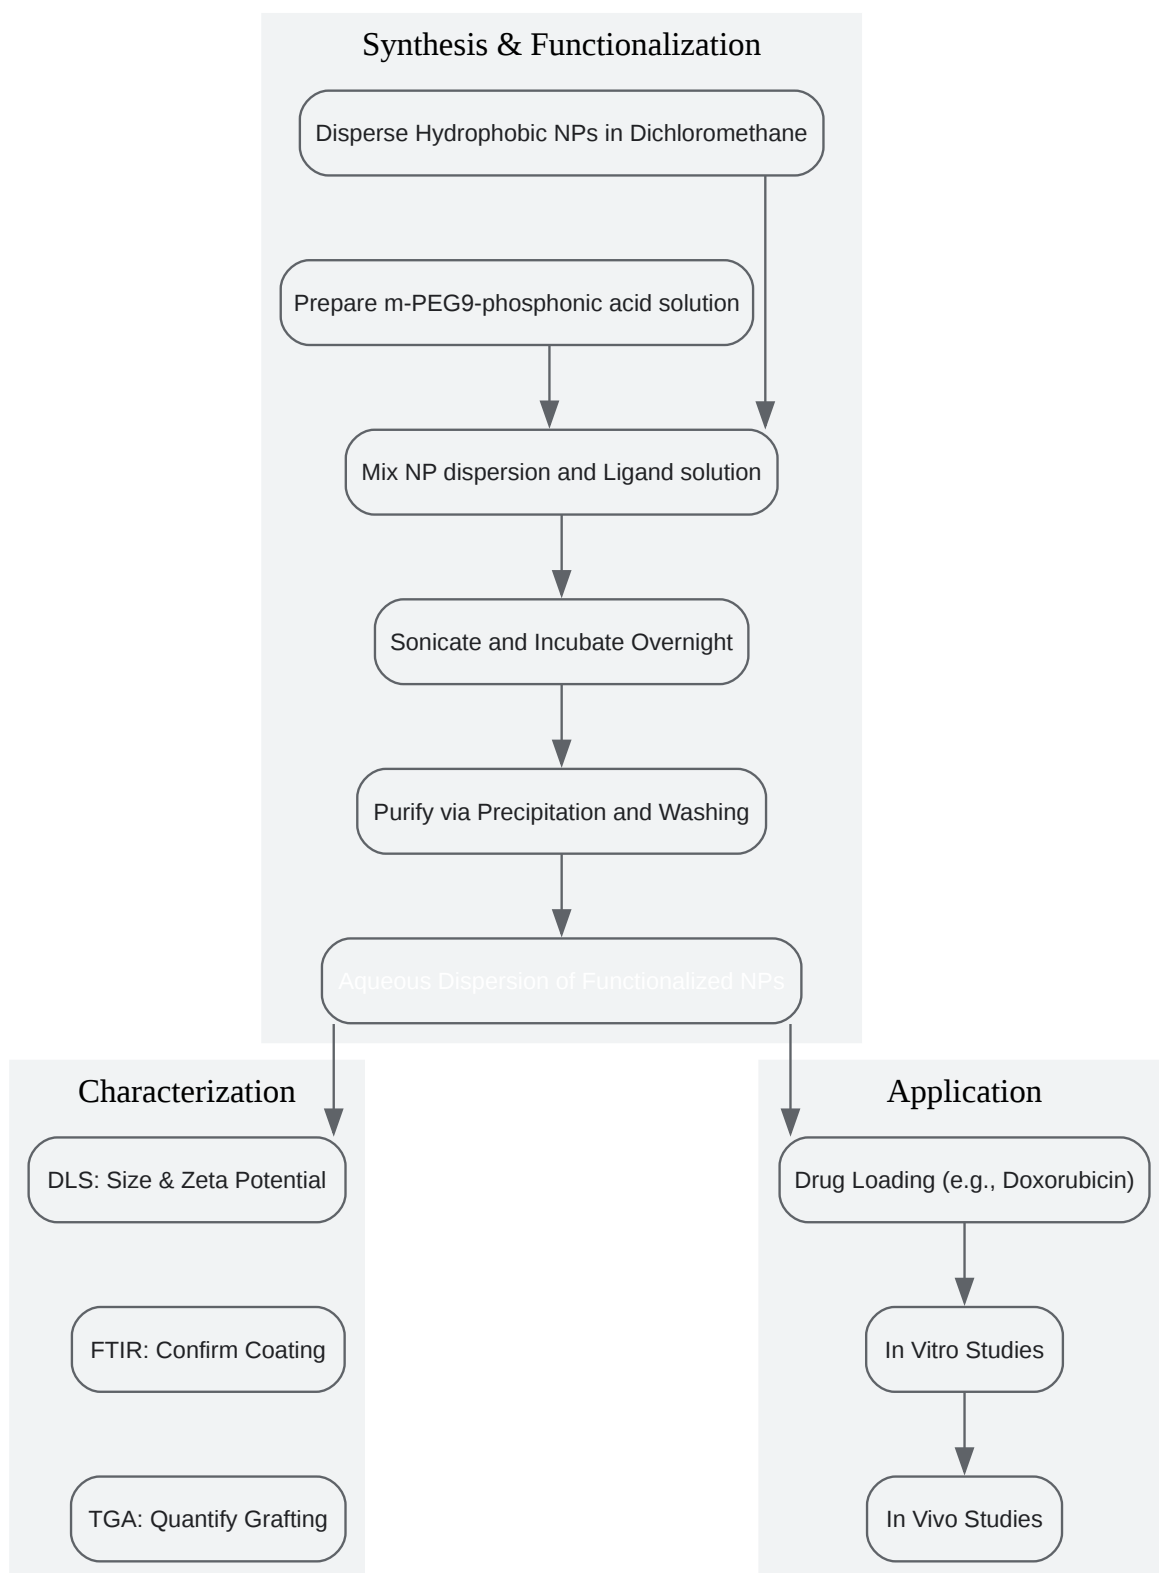 Synthesis & Functionalization
Disperse Hydrophobic NPs in Dichloromethane
Prepare m-PEG9-phosphonic acid solution
Mix NP dispersion and Ligand solution
Sonicate and Incubate Overnight
Purify via Precipitation and Washing
Aqueous Dispersion of Functionalized NPs
Characterization
DLS: Size & Zeta Potential
FTIR: Confirm Coating
TGA: Quantify Grafting
Application
Drug Loading (e.g., Doxorubicin)
In Vitro Studies
In Vivo Studies